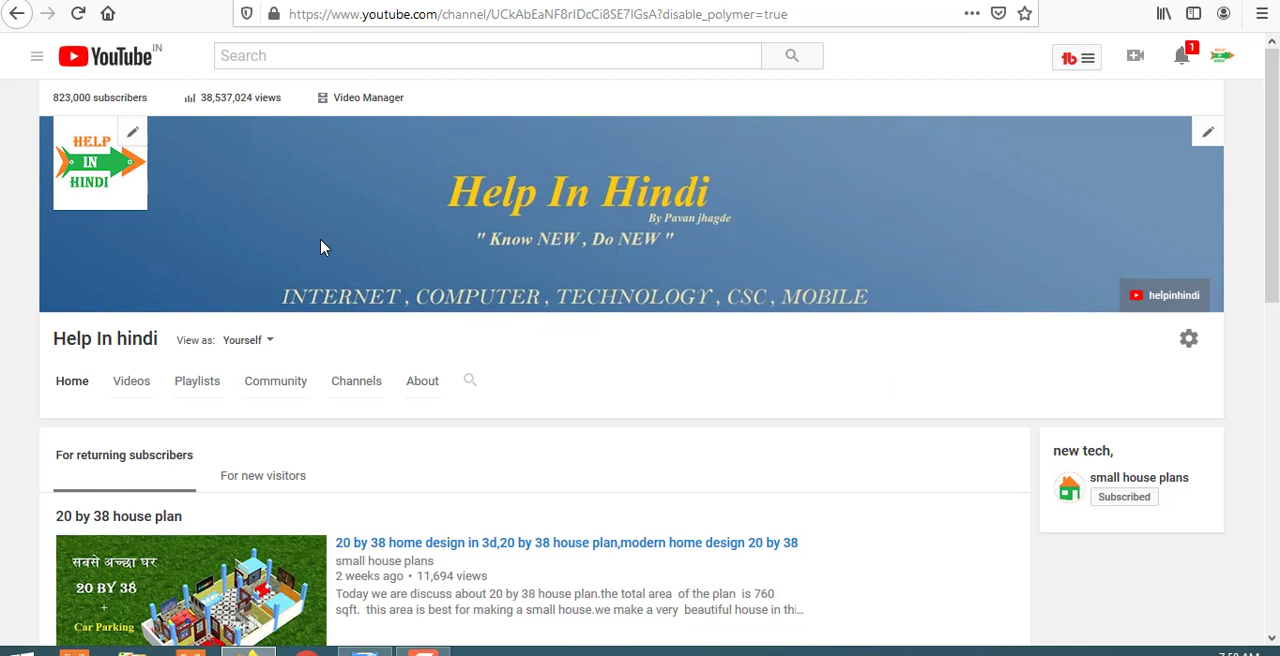 https://www.youtube.com/channel/UCkAbEaNF8rIDcCi8SE7IGsA?disable_polymer=true
YouTube IN
Search
1
823,000 subscribers
38,537,024 views
Video Manager
HELP
IN
HINDI
Help In Hindi
By Pavan jhagde
" Know NEW , Do NEW "
INTERNET , COMPUTER , TECHNOLOGY , CSC , MOBILE
helpinhindi
Help In hindi
View as: Yourself
Home Videos Playlists Community Channels About
For returning subscribers
For new visitors
new tech,
small house plans
Subscribed
20 by 38 house plan
सबसे अच्छा घर
20 BY 38
+
Car Parking
20 by 38 home design in 3d,20 by 38 house plan,modern home design 20 by 38
small house plans
2 weeks ago • 11,694 views
Today we are discuss about 20 by 38 house plan.the total area of the plan is 760
sqft. this area is best for making a small house.we make a very beautiful house in thi...